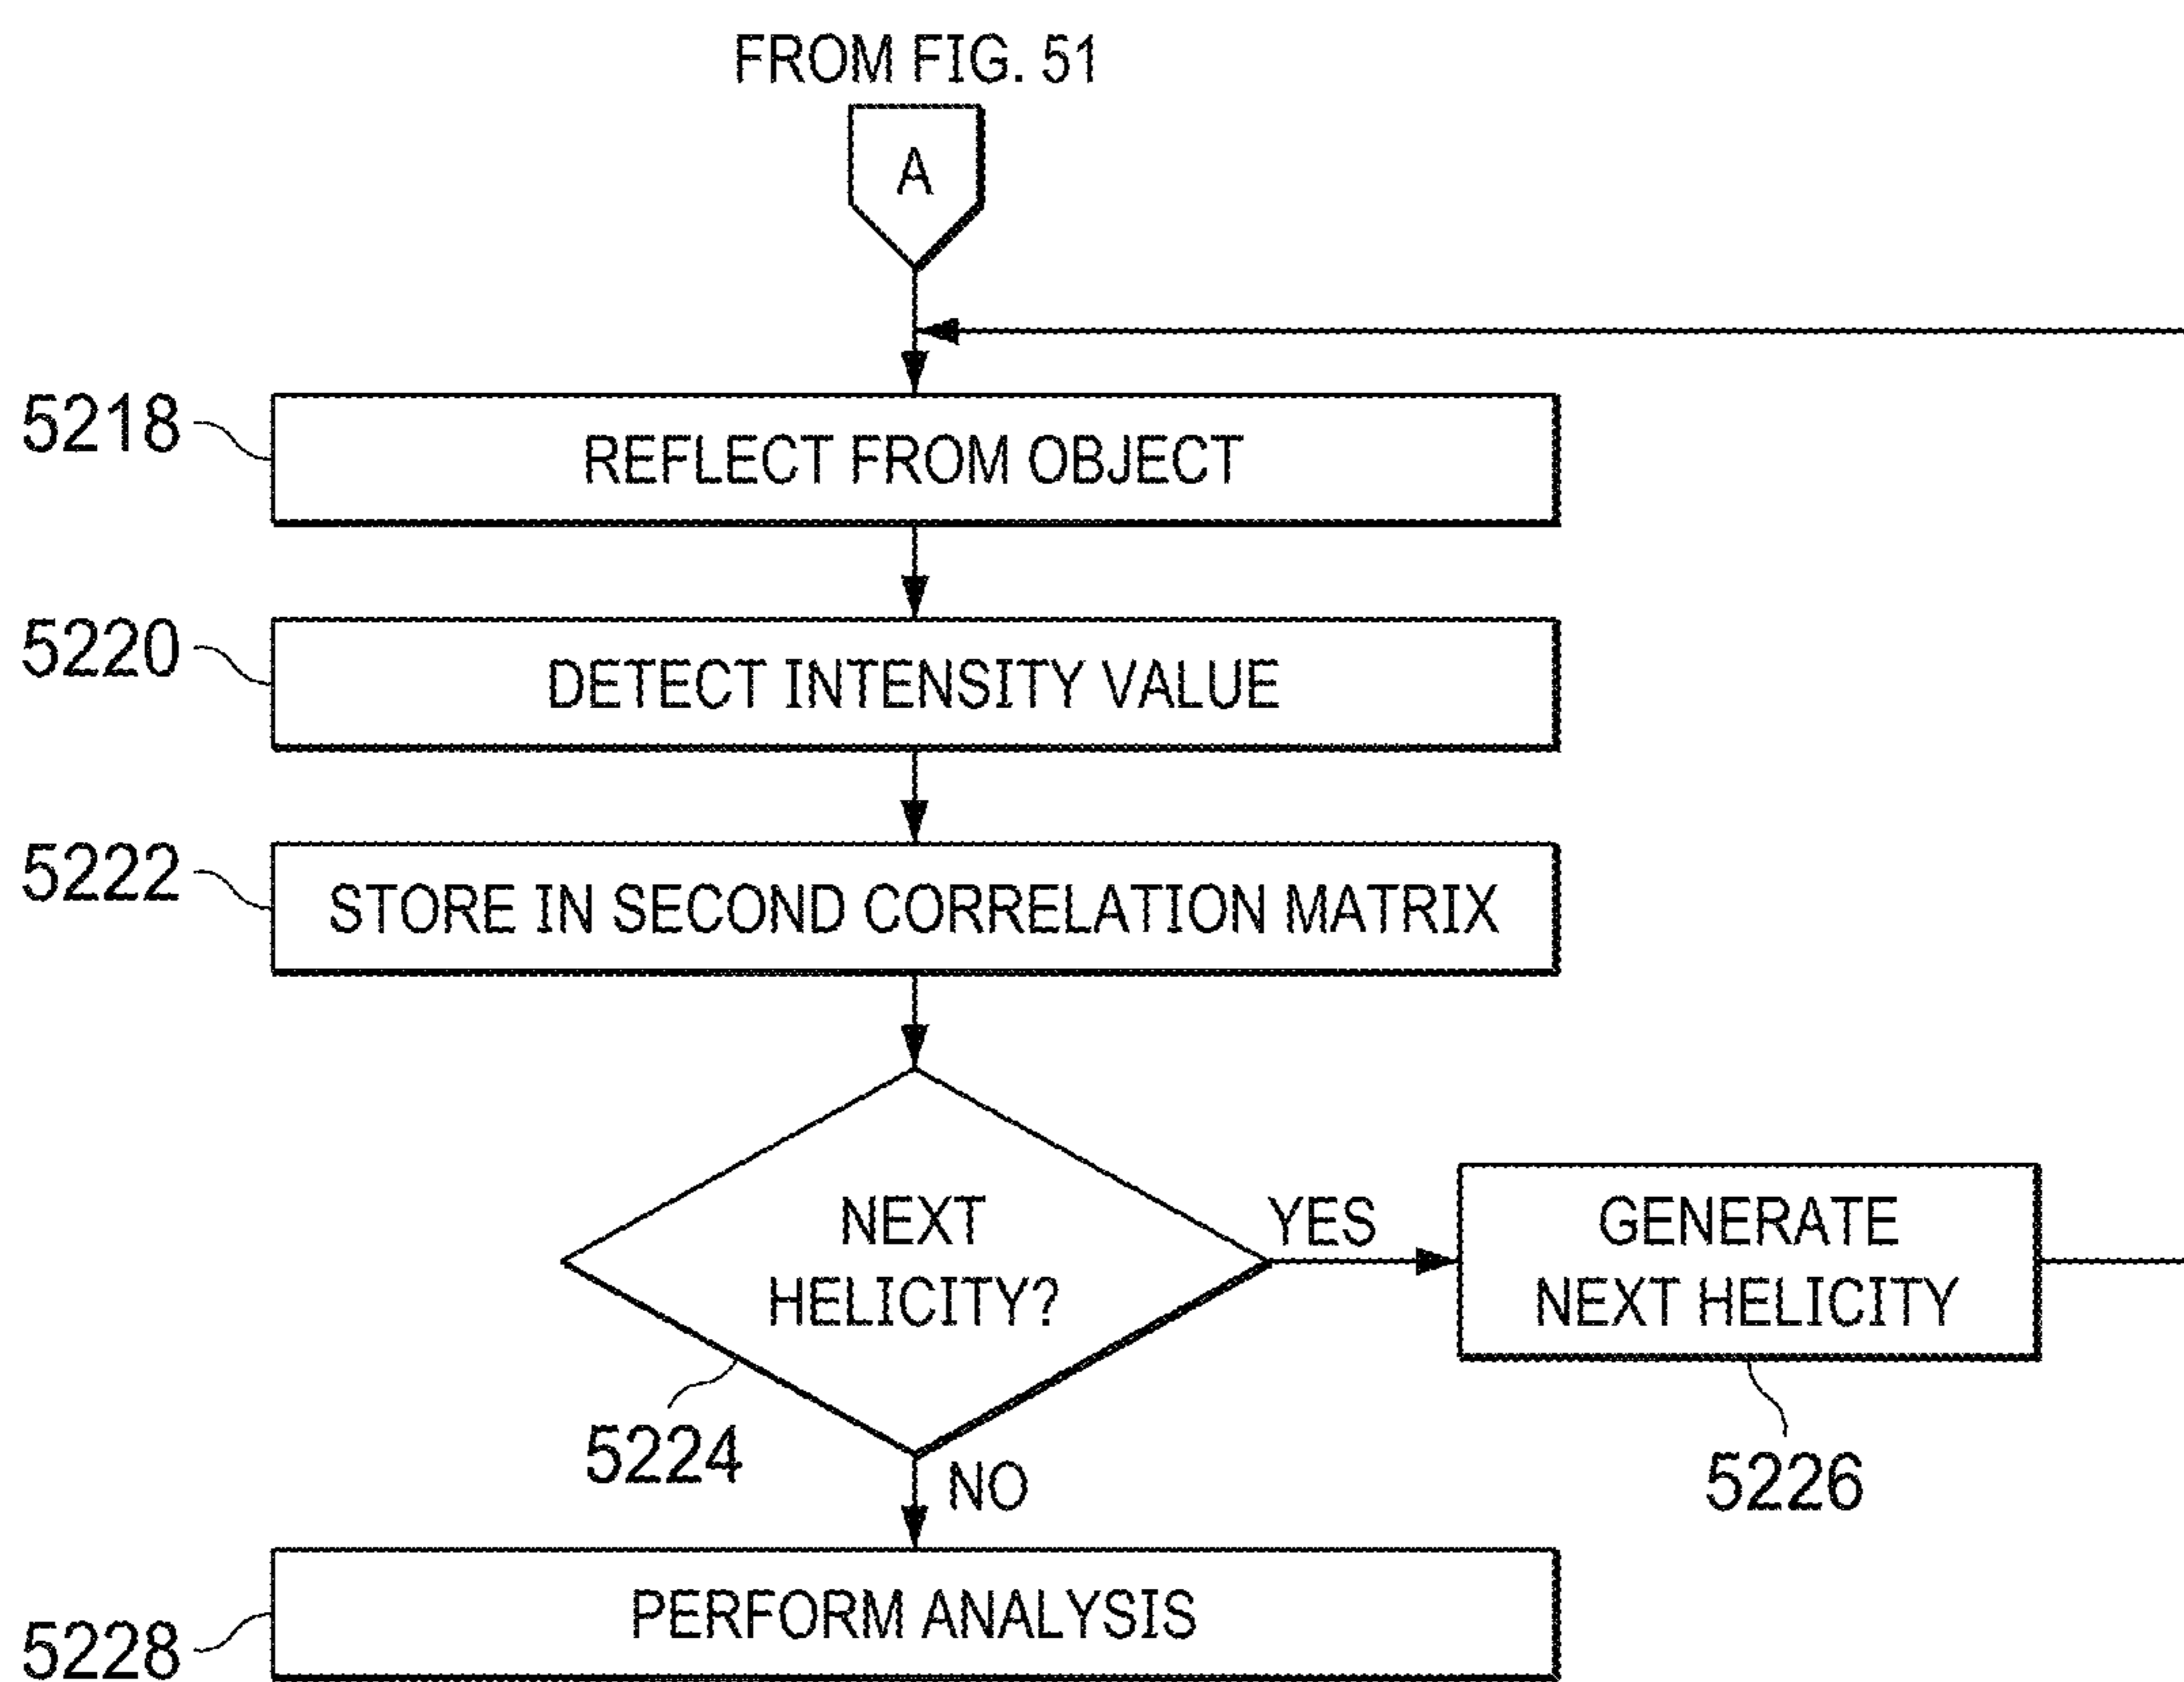 FROM FIG. 51
A
5218
REFLECT FROM OBJECT
5220
DETECT INTENSITY VALUE
5222
STORE IN SECOND CORRELATION MATRIX
NEXT
HELICITY?
YES
GENERATE
NEXT HELICITY
5224
NO
5226
PERFORM ANALYSIS
5228